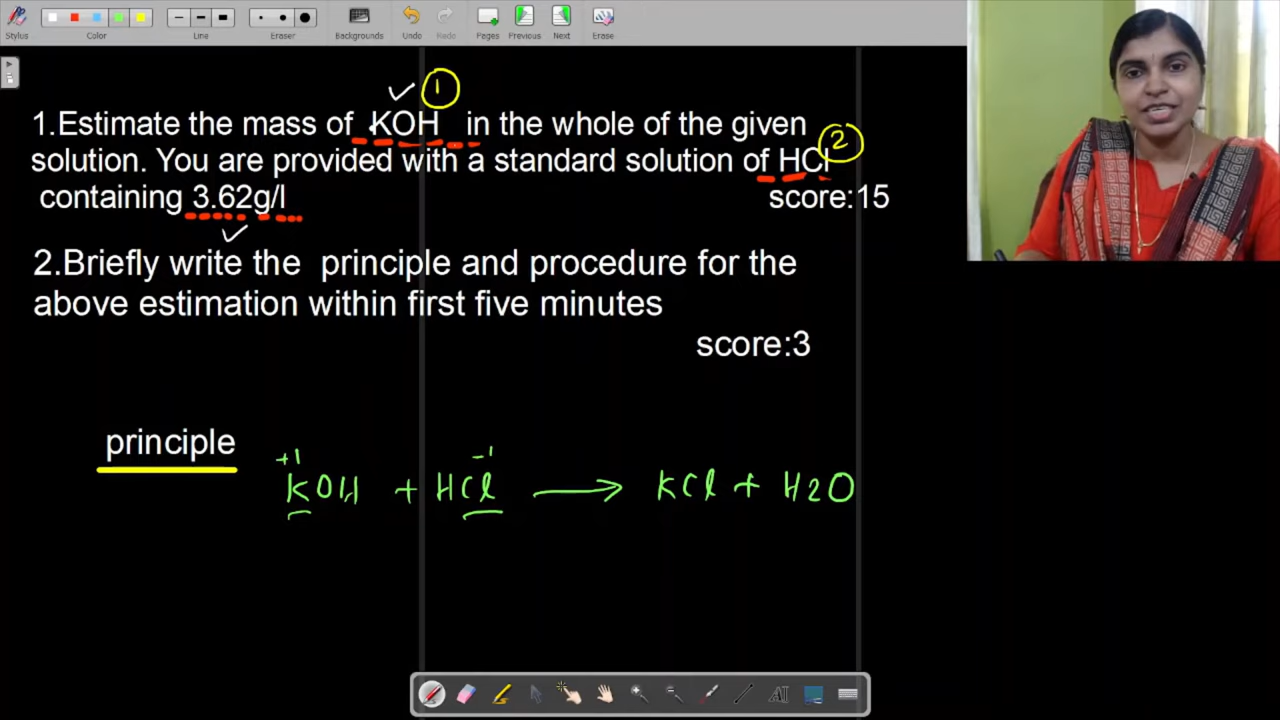 Stylus Color Line Eraser Backgrounds Undo Redo Pages Previous Next Erase
1
1.Estimate the mass of KOH in the whole of the given
2
solution. You are provided with a standard solution of HCl
containing 3.62g/l score:15
2.Briefly write the principle and procedure for the
above estimation within first five minutes
score:3
principle
+1 -1
KOH + HCl → KCl + H2O